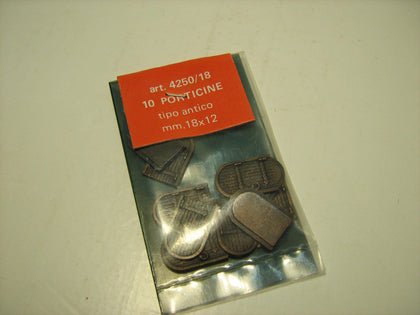 art. 4250/18
10 PORTICINE
tipo antico
mm.18x12